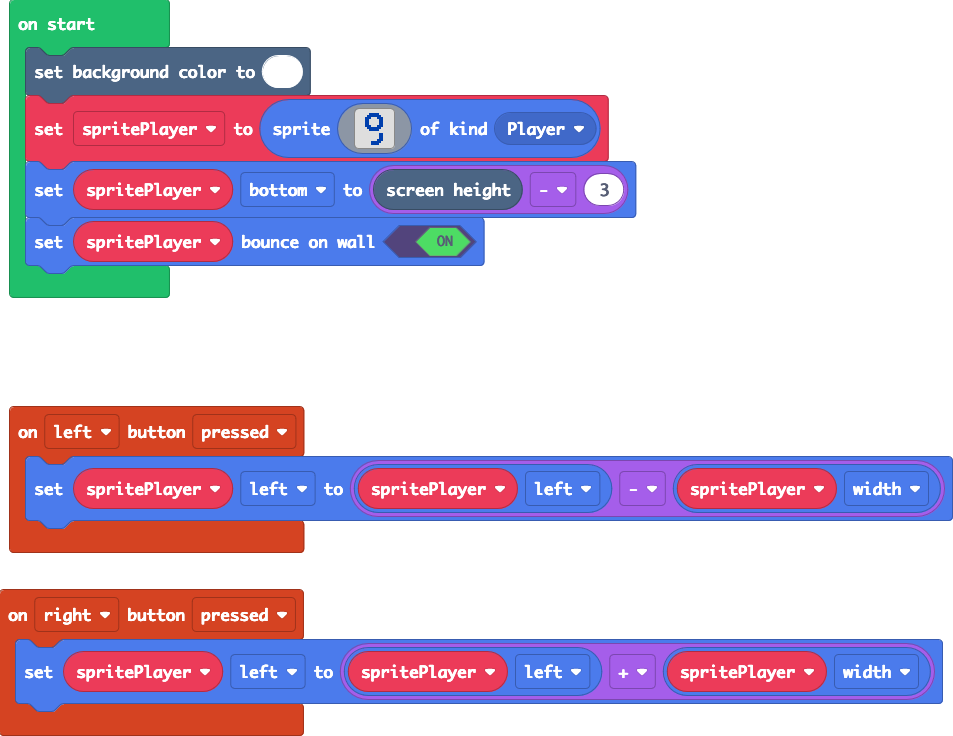 on start
set background color to
set spritePlayer to sprite of kind Player
set spritePlayer bottom to screen height - 3
set spritePlayer bounce on wall ON
on left button pressed
set spritePlayer left to spritePlayer left - spritePlayer width
on right button pressed
set spritePlayer left to spritePlayer left + spritePlayer width